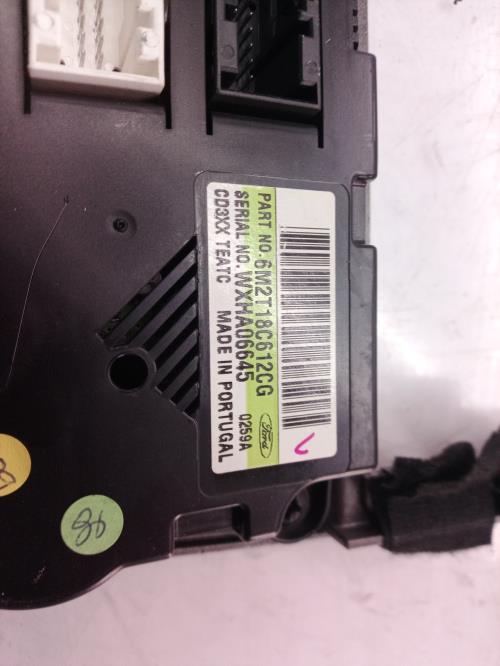 PART NO. 6M2T18C612CG
SERIAL NO. WXHA06645
CD3XX TEATC
0259A
MADE IN PORTUGAL
Ford